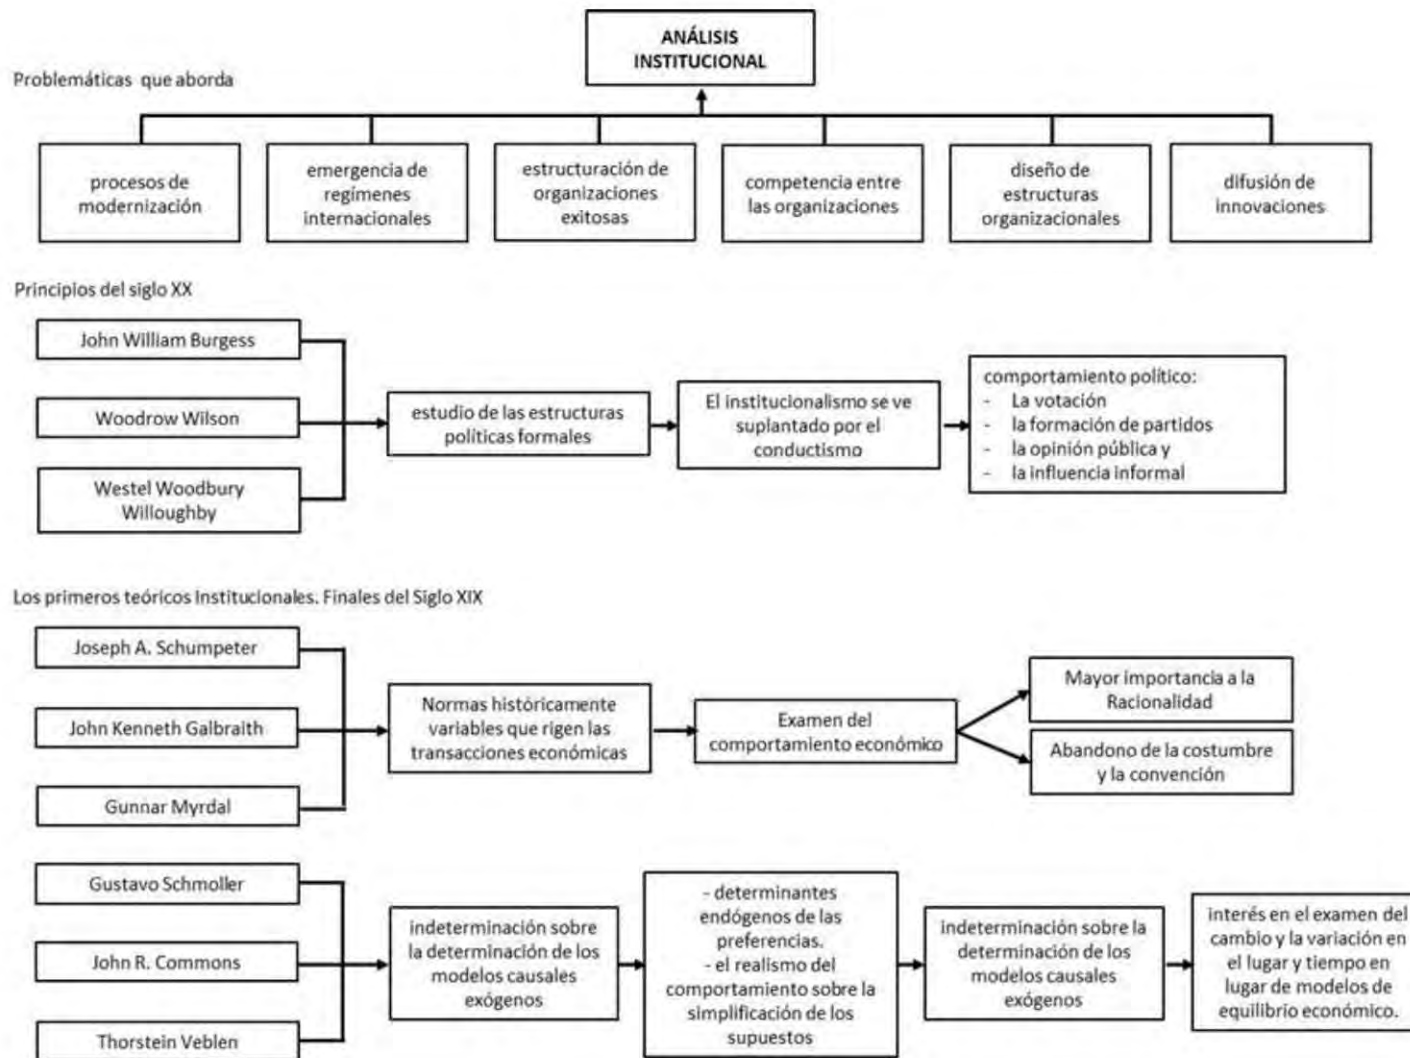 ANÁLISIS
INSTITUCIONAL
Problemáticas que aborda
procesos de
modernización
emergencia de
regímenes
internacionales
estructuración de
organizaciones
exitosas
competencia entre
las organizaciones
diseño de
estructuras
organizacionales
difusión de
innovaciones
Principios del siglo XX
John William Burgess
Woodrow Wilson
Westel Woodbury
Willoughby
estudio de las estructuras
políticas formales
El institucionalismo se ve
suplantado por el
conductismo
comportamiento político:
- La votación
- la formación de partidos
- la opinión pública y
- la influencia informal
Los primeros teóricos Institucionales. Finales del Siglo XIX
Joseph A. Schumpeter
John Kenneth Galbraith
Gunnar Myrdal
Normas históricamente
variables que rigen las
transacciones económicas
Examen del
comportamiento económico
Mayor importancia a la
Racionalidad
Abandono de la costumbre
y la convención
Gustavo Schmoller
John R. Commons
Thorstein Veblen
indeterminación sobre
la determinación de los
modelos causales
exógenos
- determinantes
endógenos de las
preferencias.
- el realismo del
comportamiento sobre la
simplificación de los
supuestos
indeterminación sobre la
determinación de los
modelos causales
exógenos
interés en el examen del
cambio y la variación en
el lugar y tiempo en
lugar de modelos de
equilibrio económico.